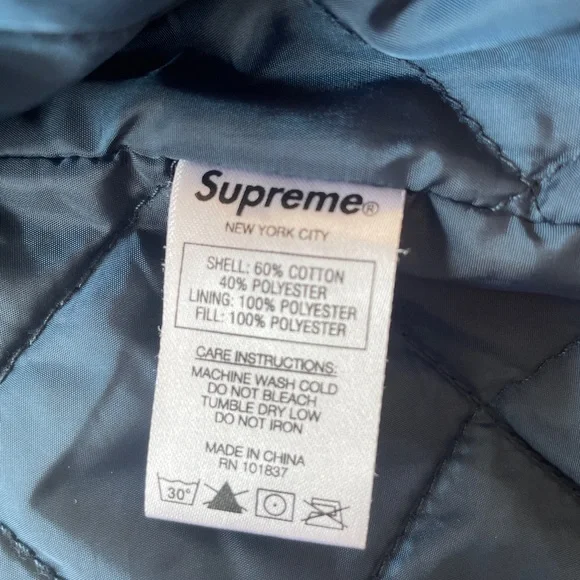 Supreme®
NEW YORK CITY
SHELL: 60% COTTON
40% POLYESTER
LINING: 100% POLYESTER
FILL: 100% POLYESTER
CARE INSTRUCTIONS:
MACHINE WASH COLD
DO NOT BLEACH
TUMBLE DRY LOW
DO NOT IRON
MADE IN CHINA
RN 101837
30°